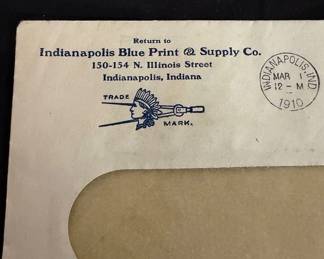 Return to
Indianapolis Blue Print & Supply Co.
150-154 N. Illinois Street
Indianapolis, Indiana
TRADE
MARK.
INDIANAPOLIS, IND.
MAR 1
12 - M
1910